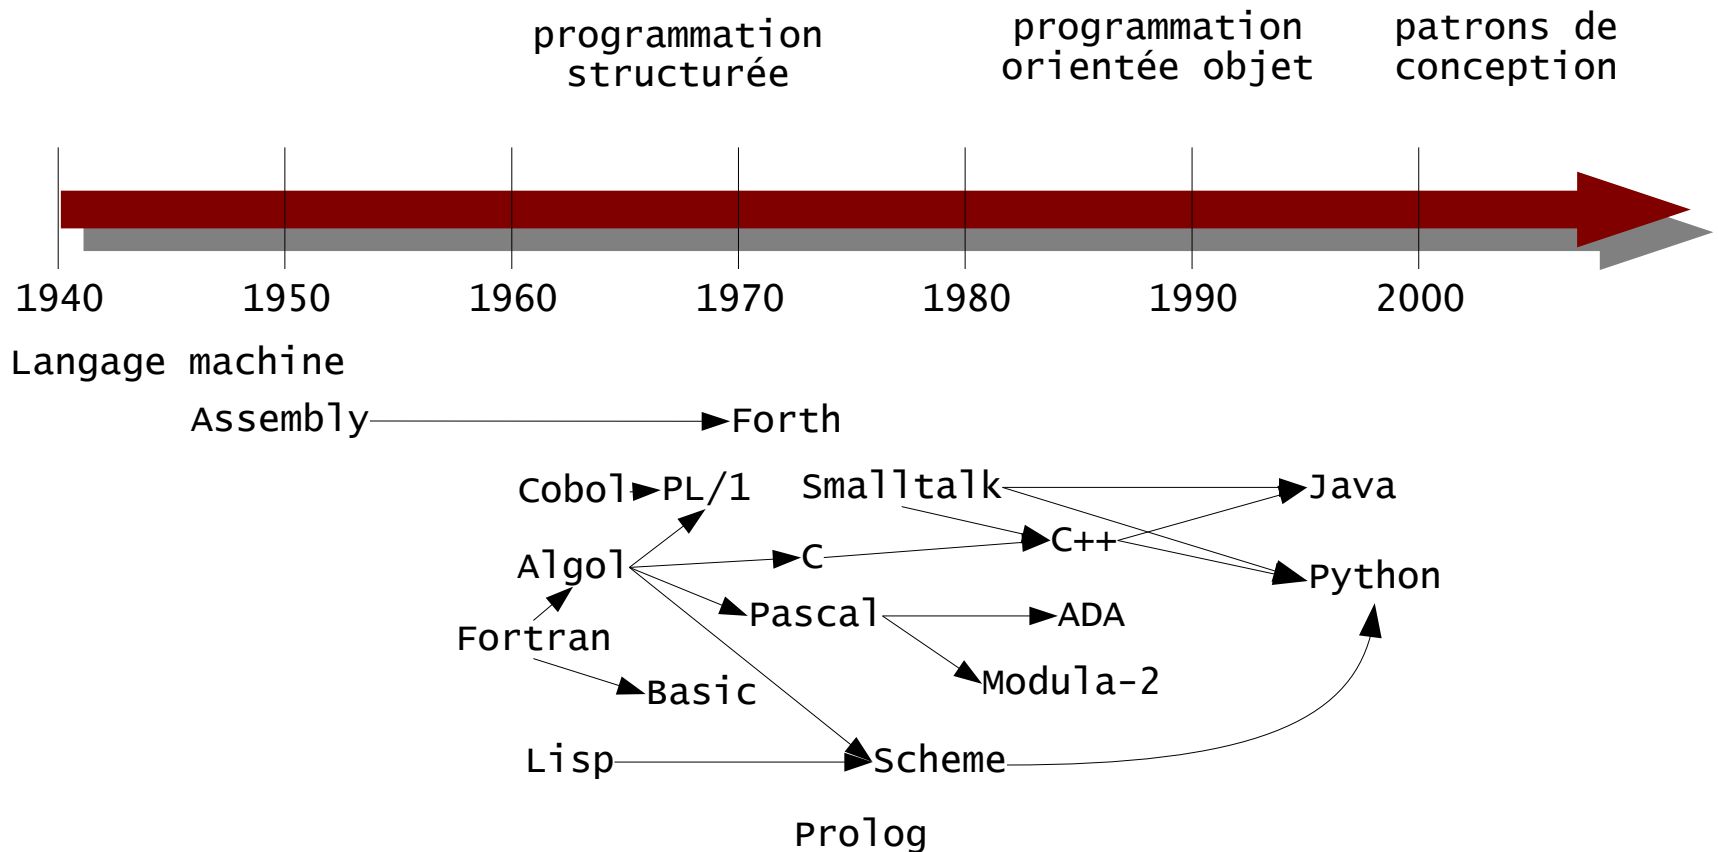 programmation
structurée
programmation
orientée objet
patrons de
conception
1940 1950 1960 1970 1980 1990 2000
Langage machine
Assembly Forth
Cobol PL/1 Smalltalk Java
C C++
Algol Python
Pascal ADA
Fortran
Basic Modula-2
Lisp Scheme
Prolog